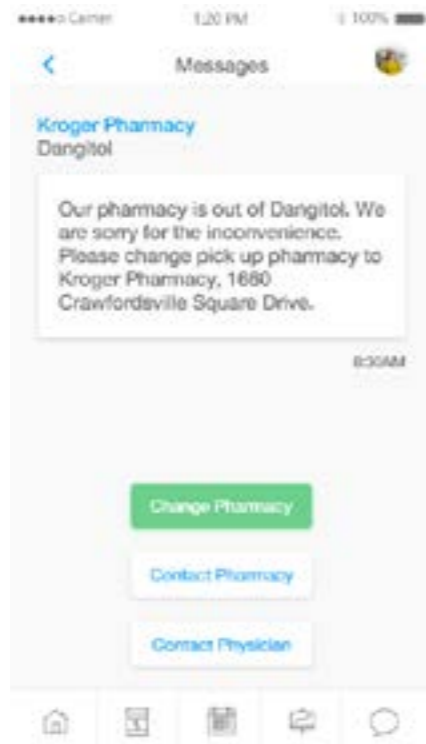 Carrier 1:20 PM 100%
Messages
Kroger Pharmacy
Dangitol
Our pharmacy is out of Dangitol. We
are sorry for the inconvenience.
Please change pick up pharmacy to
Kroger Pharmacy, 1660
Crawfordsville Square Drive.
8:30AM
Change Pharmacy
Contact Pharmacy
Contact Physician